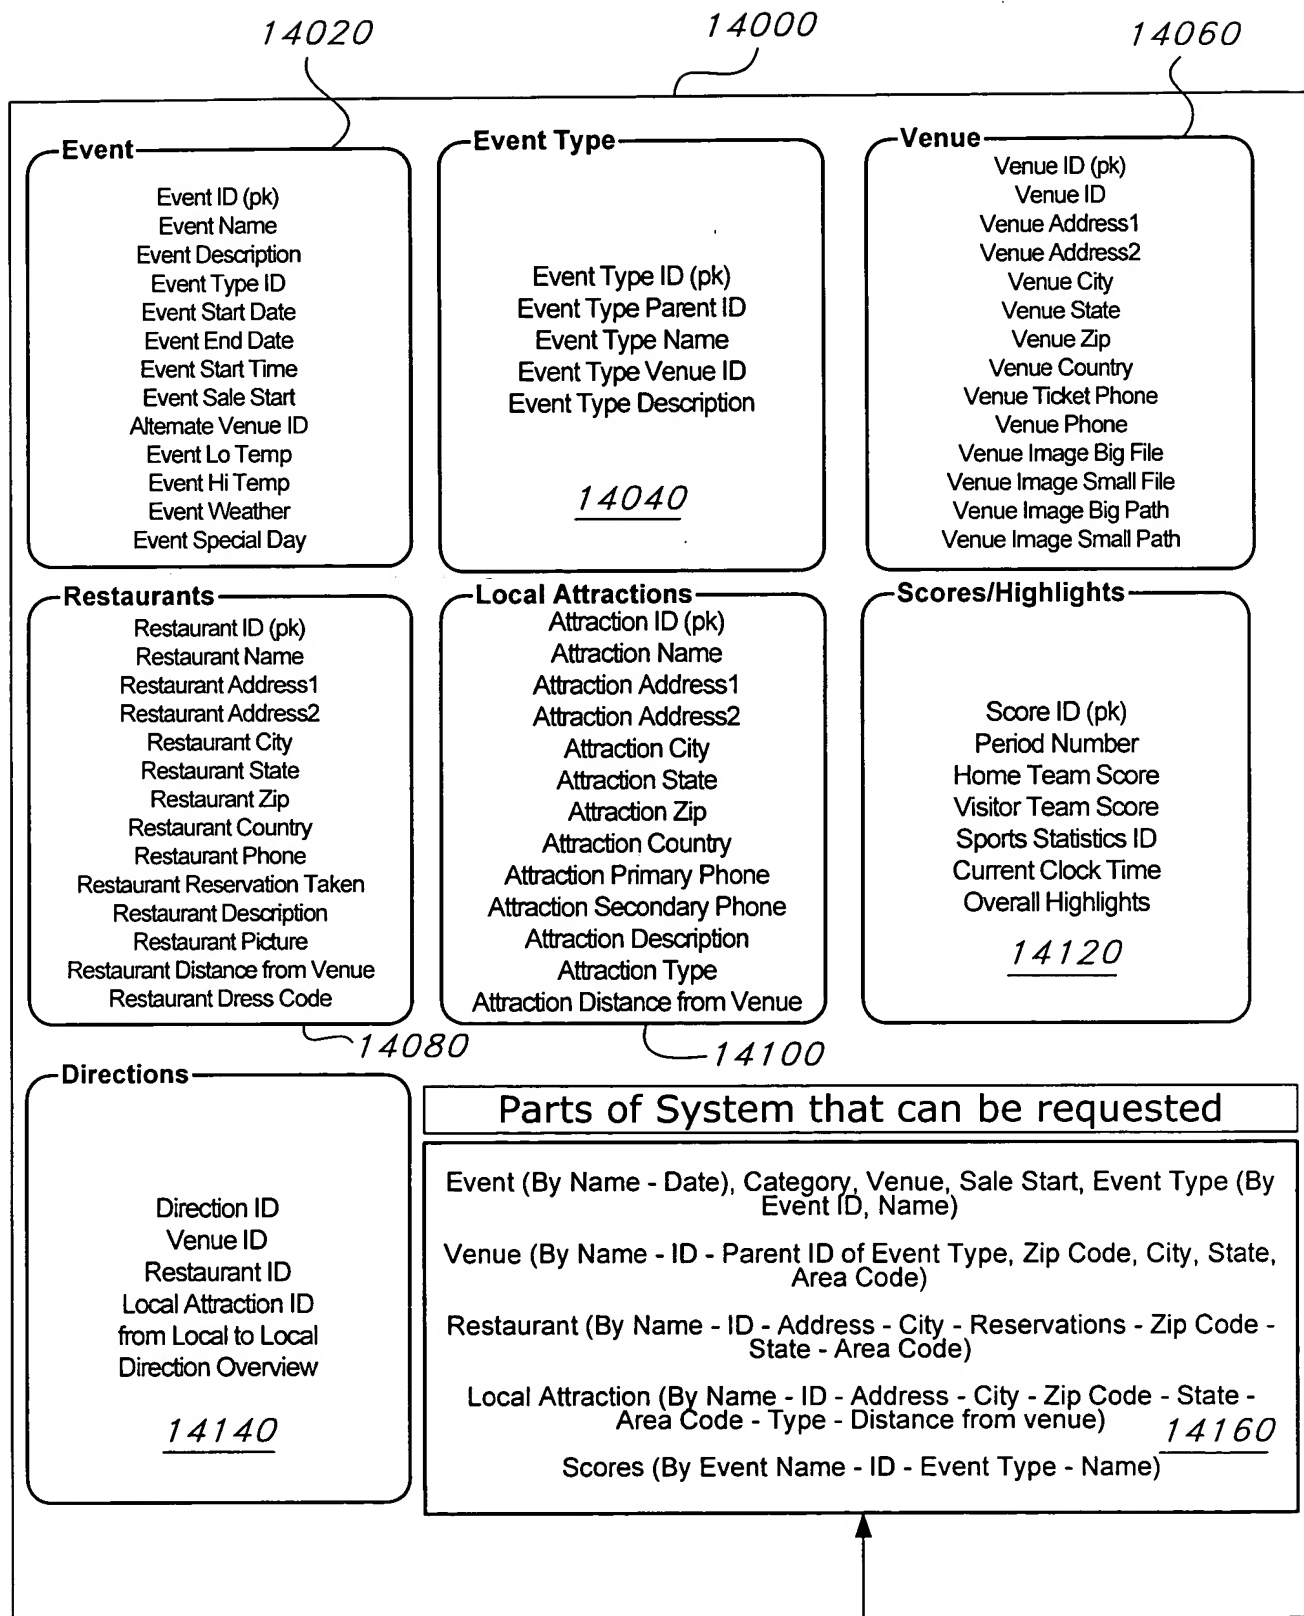 14020
14000
14060
Event
Event ID (pk)
Event Name
Event Description
Event Type ID
Event Start Date
Event End Date
Event Start Time
Event Sale Start
Alternate Venue ID
Event Lo Temp
Event Hi Temp
Event Weather
Event Special Day
Event Type
Event Type ID (pk)
Event Type Parent ID
Event Type Name
Event Type Venue ID
Event Type Description
14040
Venue
Venue ID (pk)
Venue ID
Venue Address1
Venue Address2
Venue City
Venue State
Venue Zip
Venue Country
Venue Ticket Phone
Venue Phone
Venue Image Big File
Venue Image Small File
Venue Image Big Path
Venue Image Small Path
Restaurants
Restaurant ID (pk)
Restaurant Name
Restaurant Address1
Restaurant Address2
Restaurant City
Restaurant State
Restaurant Zip
Restaurant Country
Restaurant Phone
Restaurant Reservation Taken
Restaurant Description
Restaurant Picture
Restaurant Distance from Venue
Restaurant Dress Code
14080
Local Attractions
Attraction ID (pk)
Attraction Name
Attraction Address1
Attraction Address2
Attraction City
Attraction State
Attraction Zip
Attraction Country
Attraction Primary Phone
Attraction Secondary Phone
Attraction Description
Attraction Type
Attraction Distance from Venue
14100
Scores/Highlights
Score ID (pk)
Period Number
Home Team Score
Visitor Team Score
Sports Statistics ID
Current Clock Time
Overall Highlights
14120
Directions
Direction ID
Venue ID
Restaurant ID
Local Attraction ID
from Local to Local
Direction Overview
14140
Parts of System that can be requested
Event (By Name - Date), Category, Venue, Sale Start, Event Type (By
Event ID, Name)
Venue (By Name - ID - Parent ID of Event Type, Zip Code, City, State,
Area Code)
Restaurant (By Name - ID - Address - City - Reservations - Zip Code -
State - Area Code)
Local Attraction (By Name - ID - Address - City - Zip Code - State -
Area Code - Type - Distance from venue)
14160
Scores (By Event Name - ID - Event Type - Name)